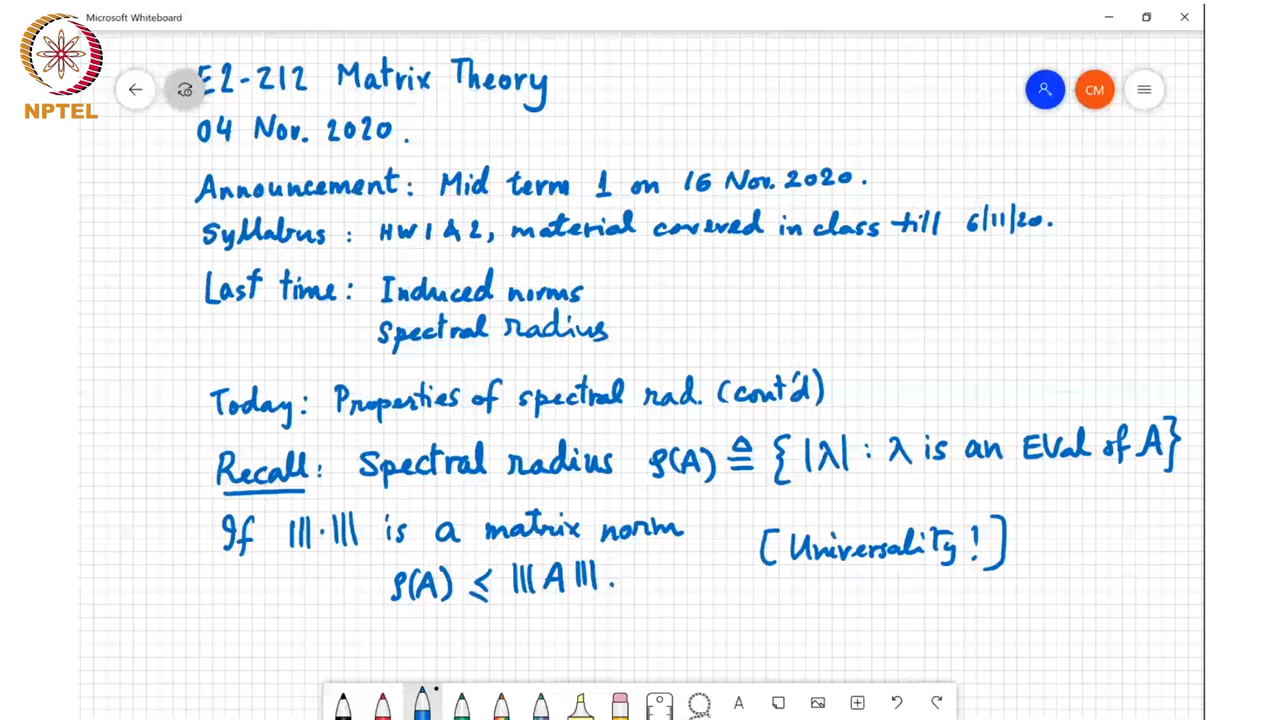 Microsoft Whiteboard
NPTEL
CM
E2-212 Matrix Theory
04 Nov. 2020.
Announcement: Mid term 1 on 16 Nov. 2020.
Syllabus: HW 1 & 2, material covered in class till 6/11/20.
Last time: Induced norms
Spectral radius
Today: Properties of spectral rad. (cont'd)
Recall: Spectral radius ρ(A) ≜ { |λ| : λ is an EVal of A}
If |||·||| is a matrix norm [Universality!]
ρ(A) ⩽ ||| A |||.
A